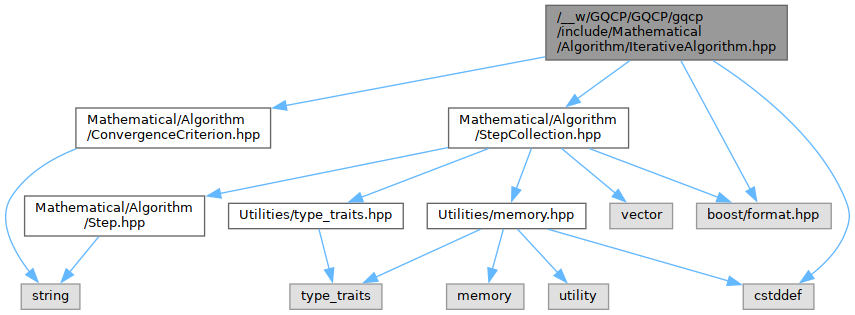 /__w/GQCP/GQCP/gqcp
/include/Mathematical
/Algorithm/IterativeAlgorithm.hpp
Mathematical/Algorithm
/ConvergenceCriterion.hpp
Mathematical/Algorithm
/StepCollection.hpp
Mathematical/Algorithm
/Step.hpp
Utilities/type_traits.hpp
Utilities/memory.hpp
vector
boost/format.hpp
string
type_traits
memory
utility
cstddef